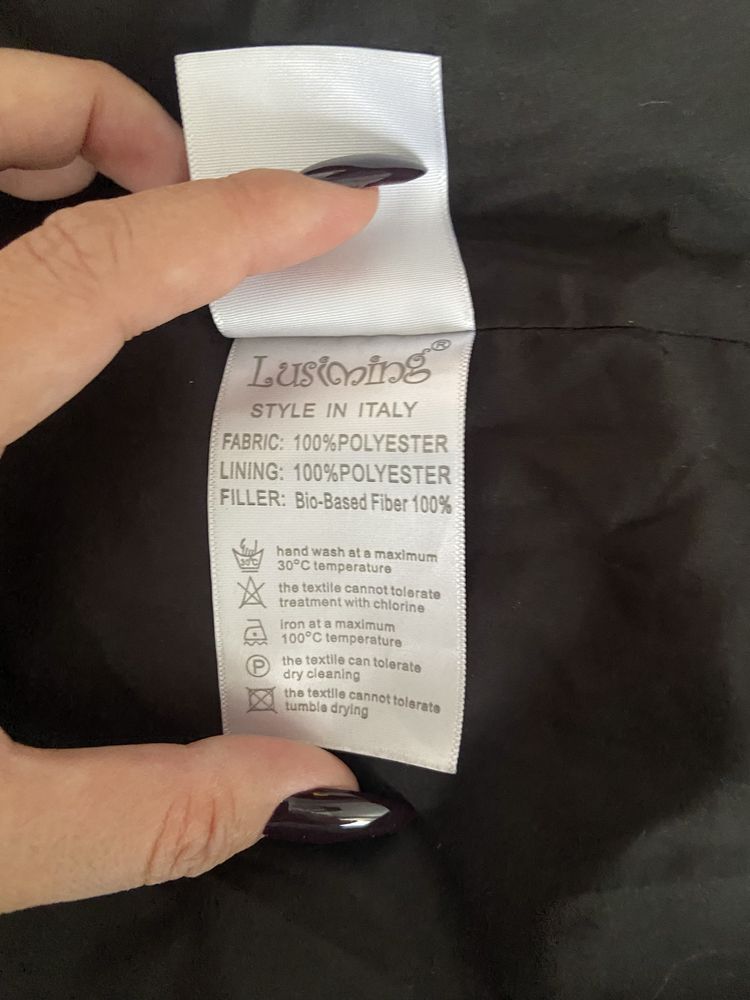 Lusiming®
STYLE IN ITALY
FABRIC: 100%POLYESTER
LINING: 100%POLYESTER
FILLER: Bio-Based Fiber 100%
30°C
hand wash at a maximum
30°C temperature
the textile cannot tolerate
treatment with chlorine
iron at a maximum
100°C temperature
P
the textile can tolerate
dry cleaning
the textile cannot tolerate
tumble drying